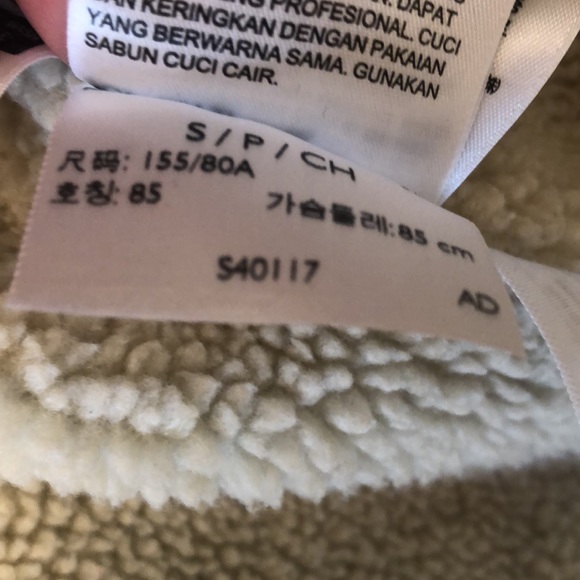 PROFESIONAL. CUCI
KERINGKAN DENGAN PAKAIAN
YANG BERWARNA SAMA. GUNAKAN
SABUN CUCI CAIR.
S / P / CH
尺码: 155/80A
호칭: 85
가슴둘레: 85 cm
S40117
AD